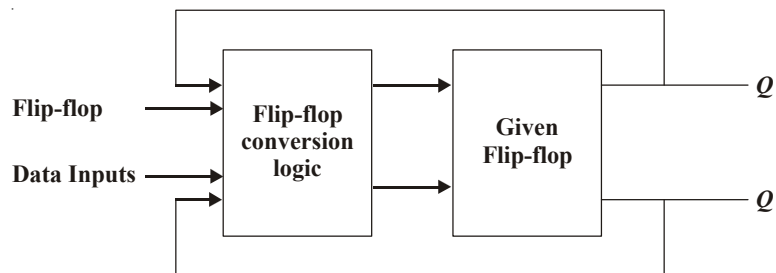 Flip-flop
Data Inputs
Flip-flop
conversion
logic
Given
Flip-flop
Q
Q